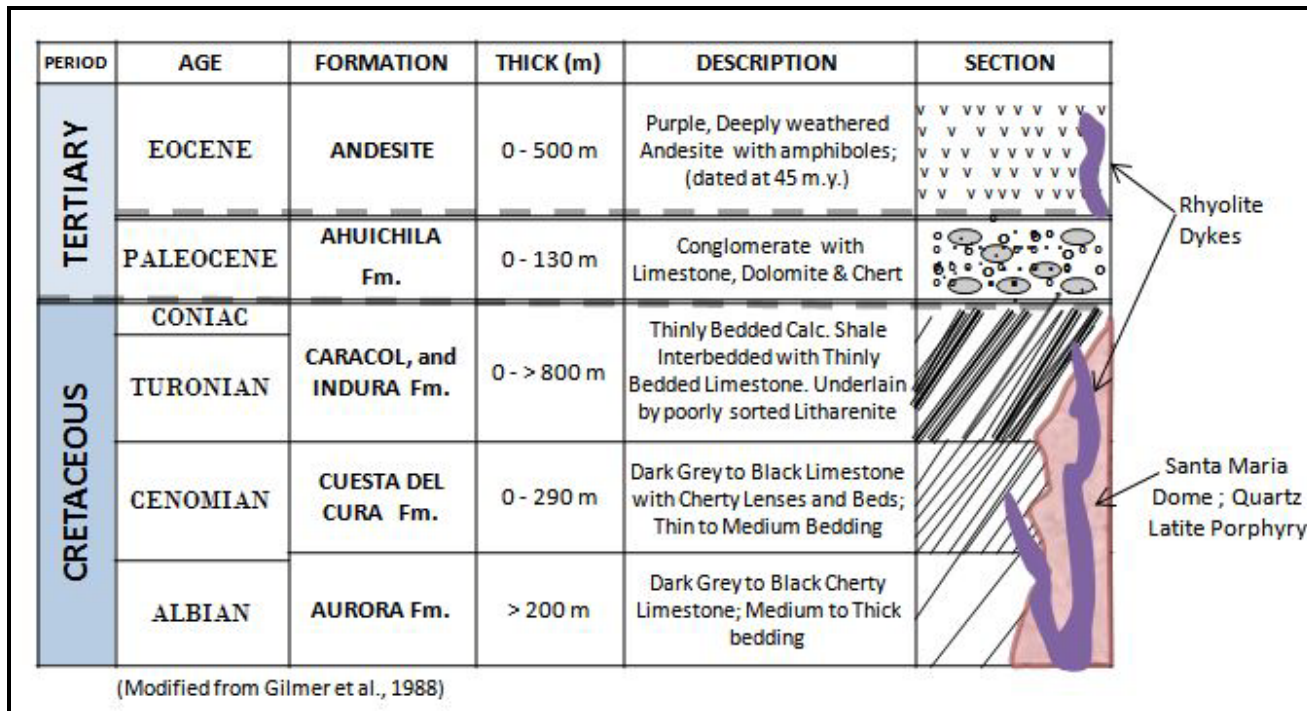 PERIOD AGE FORMATION THICK (m) DESCRIPTION SECTION
TERTIARY
EOCENE
ANDESITE
0 - 500 m
Purple, Deeply weathered
Andesite with amphiboles;
(dated at 45 m.y.)
PALEOCENE
AHUICHILA
Fm.
0 - 130 m
Conglomerate with
Limestone, Dolomite & Chert
CRETACEOUS
CONIAC
TURONIAN
CARACOL, and
INDURA Fm.
0 - > 800 m
Thinly Bedded Calc. Shale
Interbedded with Thinly
Bedded Limestone. Underlain
by poorly sorted Litharenite
CENOMIAN
CUESTA DEL
CURA Fm.
0 - 290 m
Dark Grey to Black Limestone
with Cherty Lenses and Beds;
Thin to Medium Bedding
ALBIAN
AURORA Fm.
> 200 m
Dark Grey to Black Cherty
Limestone; Medium to Thick
bedding
Rhyolite
Dykes
Santa Maria
Dome ; Quartz
Latite Porphyry
(Modified from Gilmer et al., 1988)